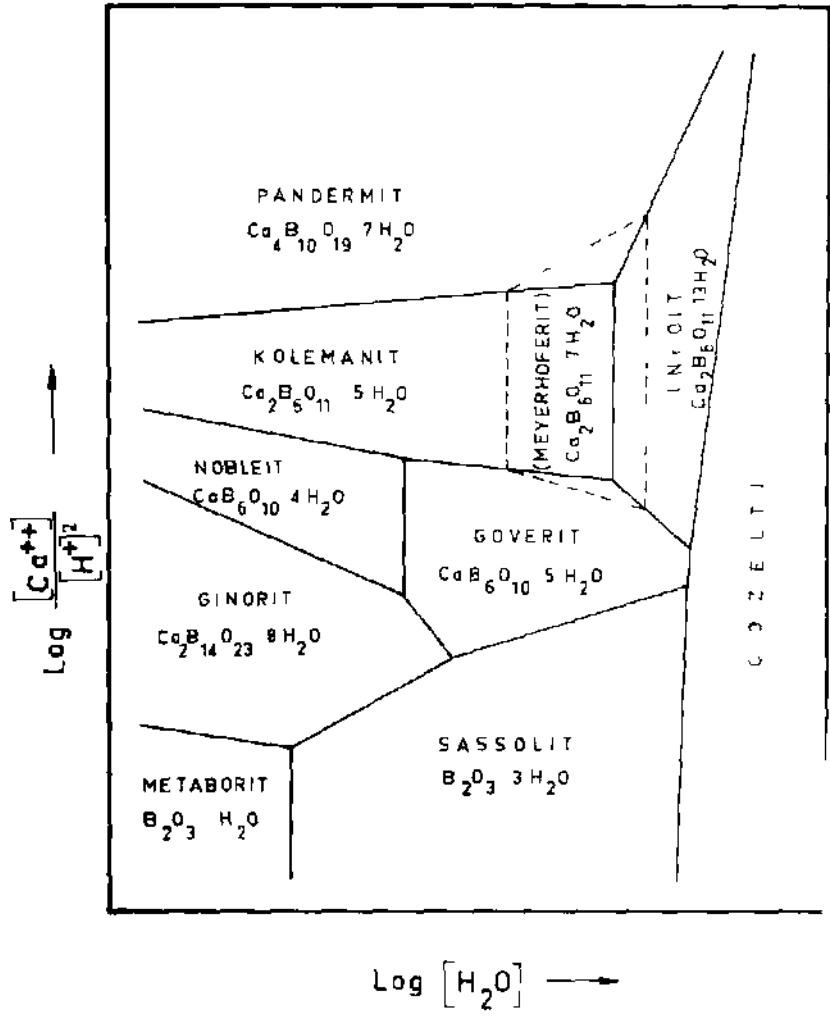 PANDERMIT
Ca4B10O19 7H2O
KOLEMANIT
Ca2B6O11 5H2O
(MEYERHOFERIT)
Ca2B6O11 7H2O
Ca2B6O11 13H2O
NOBLEIT
CaB6O10 4H2O
GOVERIT
CaB6O10 5H2O
GINORIT
Ca2B14O23 8H2O
SASSOLIT
B2O3 3H2O
METABORIT
B2O3 H2O
Log [Ca++]
[H+]2
Log [H2O]